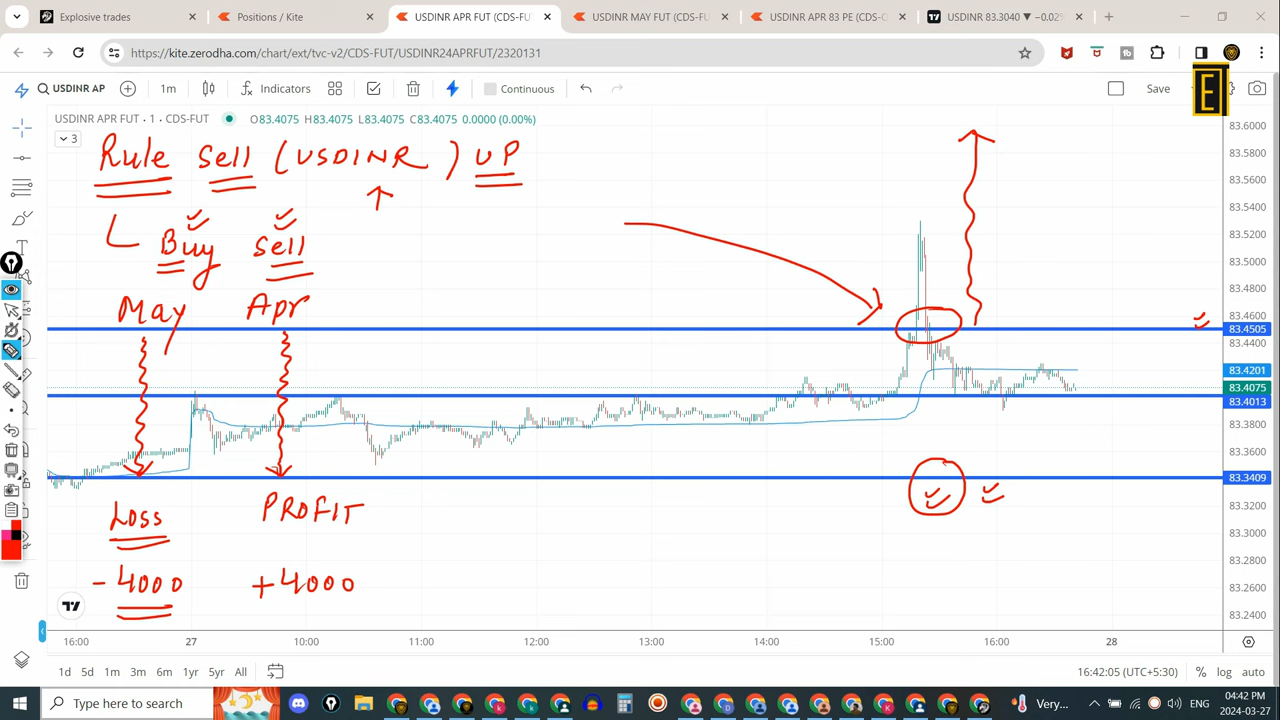 Explosive trades
Positions / Kite
USDINR APR FUT (CDS-F
USDINR MAY FUT (CDS-FU
USDINR APR 83 PE (CDS-O
USDINR 83.3040 ▼ −0.02%
https://kite.zerodha.com/chart/ext/tvc-v2/CDS-FUT/USDINR24APRFUT/2320131
USDINR AP
1m
Indicators
Continuous
Save
E
USDINR APR FUT · 1 · CDS-FUT
O83.4075 H83.4075 L83.4075 C83.4075 0.0000 (0.00%)
3
Rule Sell (USDINR) UP
Buy Sell
May Apr
Loss PROFIT
- 4000 +4000
83.6000
83.5800
83.5600
83.5400
83.5200
83.5000
83.4800
83.4600
83.4505
83.4400
83.4201
83.4075
83.4013
83.3800
83.3600
83.3409
83.3200
83.3000
83.2800
83.2600
83.2400
16:00 27 10:00 11:00 12:00 13:00 14:00 15:00 16:00 28
1d 5d 1m 3m 6m 1yr 5yr All
16:42:05 (UTC+5:30) % log auto
Type here to search
Very...
ENG
04:42 PM
2024-03-27